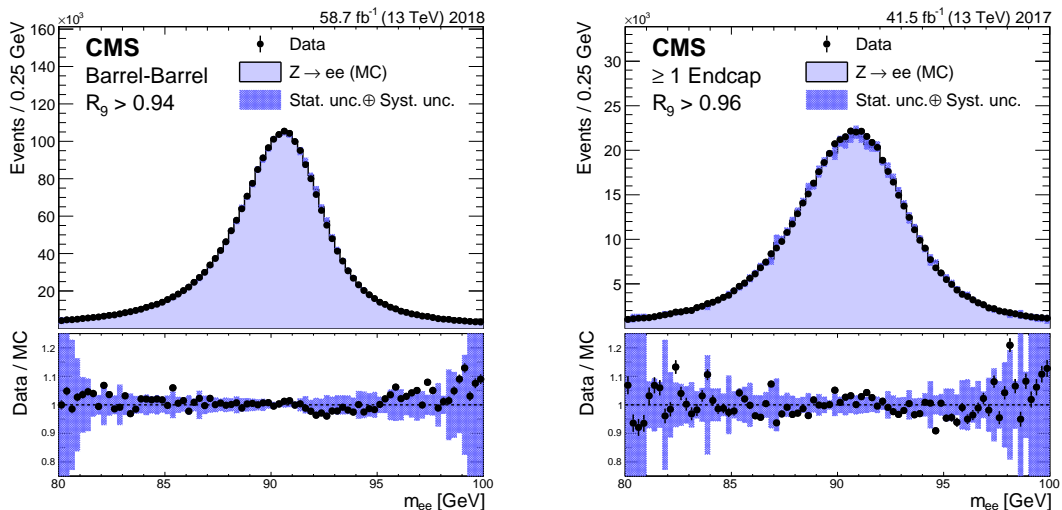 58.7 fb⁻¹ (13 TeV) 2018
×10³
160
140
120
100
80
60
40
20
Events / 0.25 GeV
CMS
Barrel-Barrel
R₉ > 0.94
Data
Z → ee (MC)
Stat. unc.⊕ Syst. unc.
1.2
1.1
1
0.9
0.8
Data / MC
80 85 90 95 100
mₑₑ [GeV]
41.5 fb⁻¹ (13 TeV) 2017
×10³
30
25
20
15
10
5
Events / 0.25 GeV
CMS
≥ 1 Endcap
R₉ > 0.96
Data
Z → ee (MC)
Stat. unc.⊕ Syst. unc.
1.2
1.1
1
0.9
0.8
Data / MC
80 85 90 95 100
mₑₑ [GeV]